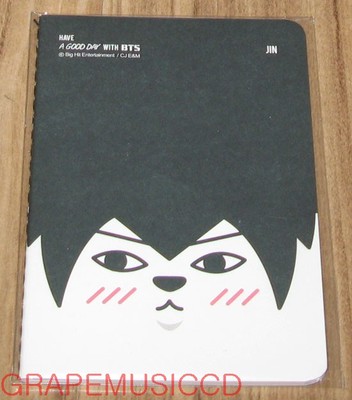 HAVE
A GOOD DAY WITH BTS
© Big Hit Entertainment / CJ E&M
JIN
GRAPEMUSICCD